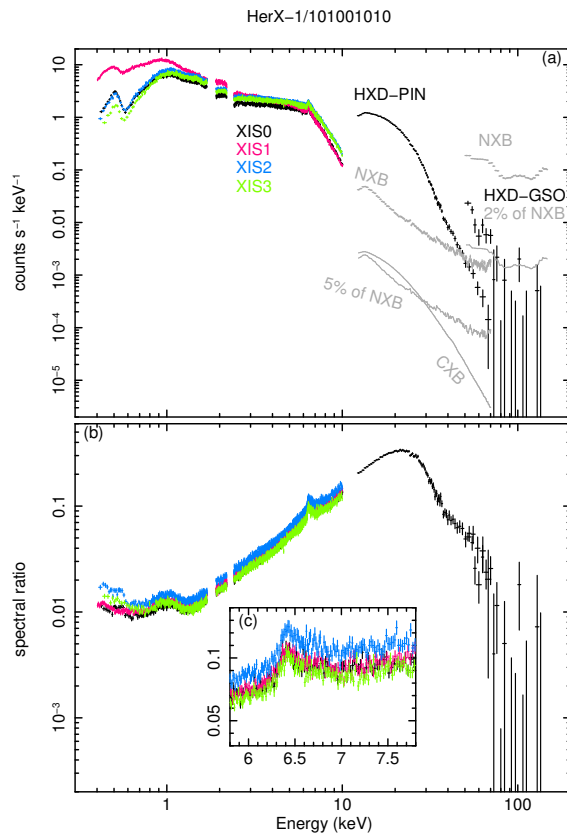 HerX−1/101001010
(a)
10
1
0.1
0.01
10⁻³
10⁻⁴
10⁻⁵
counts s⁻¹ keV⁻¹
XIS0
XIS1
XIS2
XIS3
HXD−PIN
NXB
NXB
HXD−GSO
2% of NXB
5% of NXB
CXB
(b)
0.1
0.01
10⁻³
spectral ratio
(c)
0.1
0.05
6 6.5 7 7.5
1 10 100
Energy (keV)